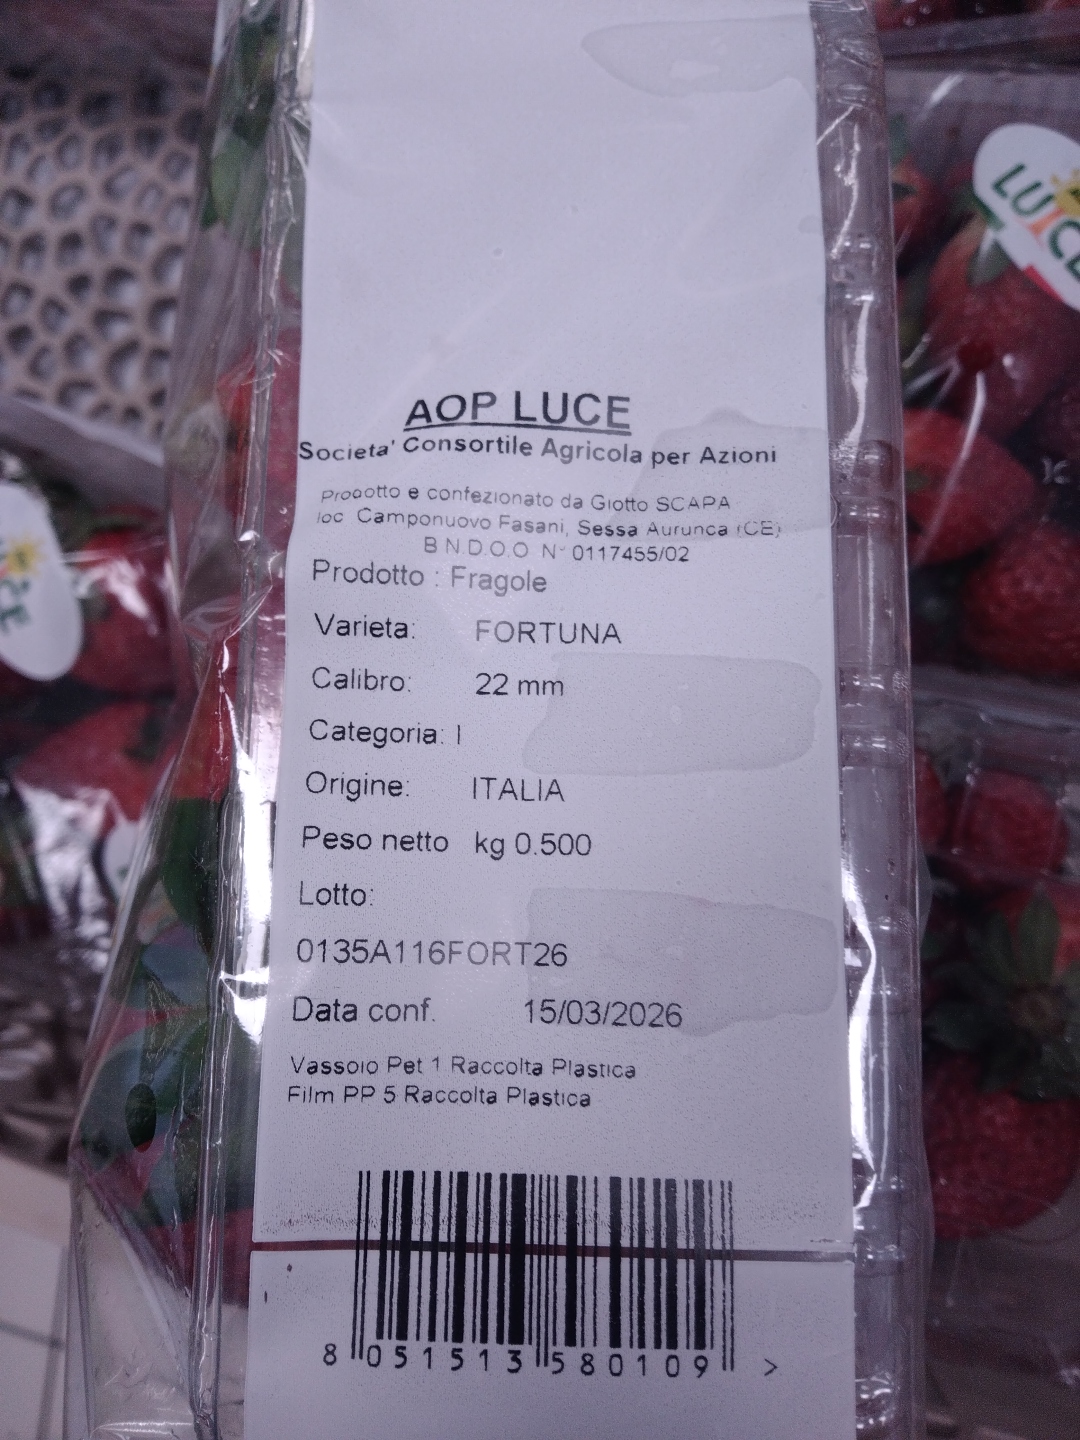 LUCE
AOP LUCE
Societa' Consortile Agricola per Azioni
Prodotto e confezionato da Giotto SCAPA
loc Camponuovo Fasani, Sessa Aurunca (CE)
B.N.D.O.O N° 0117455/02
Prodotto : Fragole
Varieta: FORTUNA
Calibro: 22 mm
Categoria: I
Origine: ITALIA
Peso netto kg 0.500
Lotto:
0135A116FORT26
Data conf. 15/03/2026
Vassoio Pet 1 Raccolta Plastica
Film PP 5 Raccolta Plastica
8 051513 580109 >